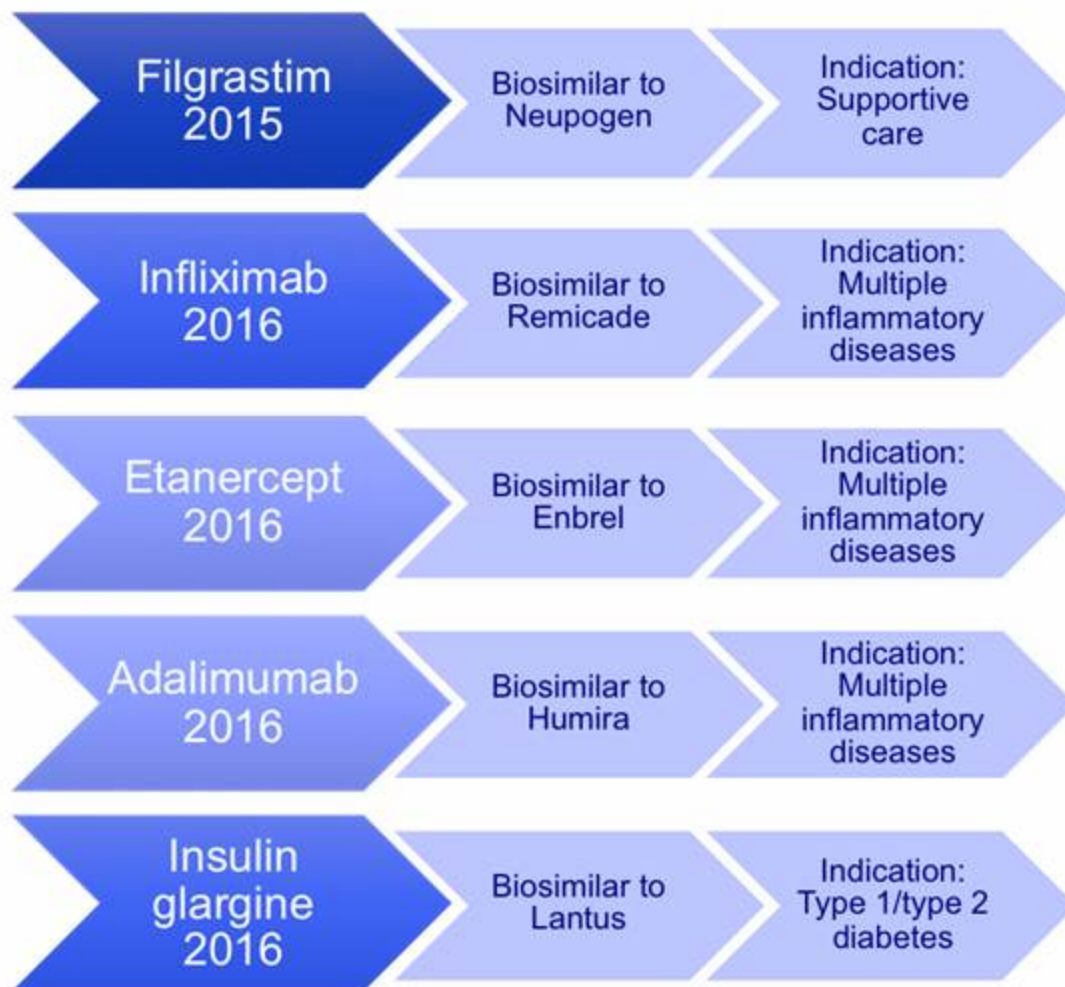 Filgrastim
2015
Biosimilar to
Neupogen
Indication:
Supportive
care
Infliximab
2016
Biosimilar to
Remicade
Indication:
Multiple
inflammatory
diseases
Etanercept
2016
Biosimilar to
Enbrel
Indication:
Multiple
inflammatory
diseases
Adalimumab
2016
Biosimilar to
Humira
Indication:
Multiple
inflammatory
diseases
Insulin
glargine
2016
Biosimilar to
Lantus
Indication:
Type 1/type 2
diabetes